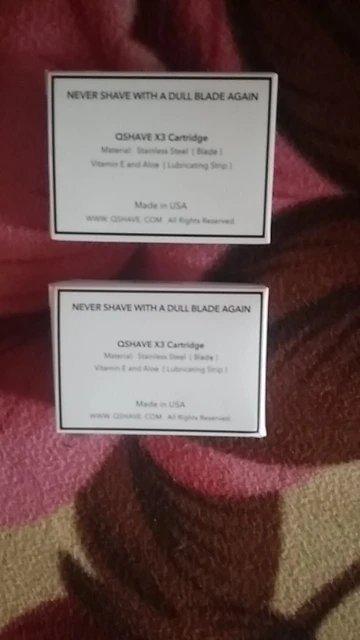 NEVER SHAVE WITH A DULL BLADE AGAIN
QSHAVE X3 Cartridge
Material: Stainless Steel ( Blade )
Vitamin E and Aloe ( Lubricating Strip )
Made in USA
WWW. QSHAVE. COM All Rights Reserved.
NEVER SHAVE WITH A DULL BLADE AGAIN
QSHAVE X3 Cartridge
Material: Stainless Steel ( Blade )
Vitamin E and Aloe ( Lubricating Strip )
Made in USA
WWW. QSHAVE. COM All Rights Reserved.